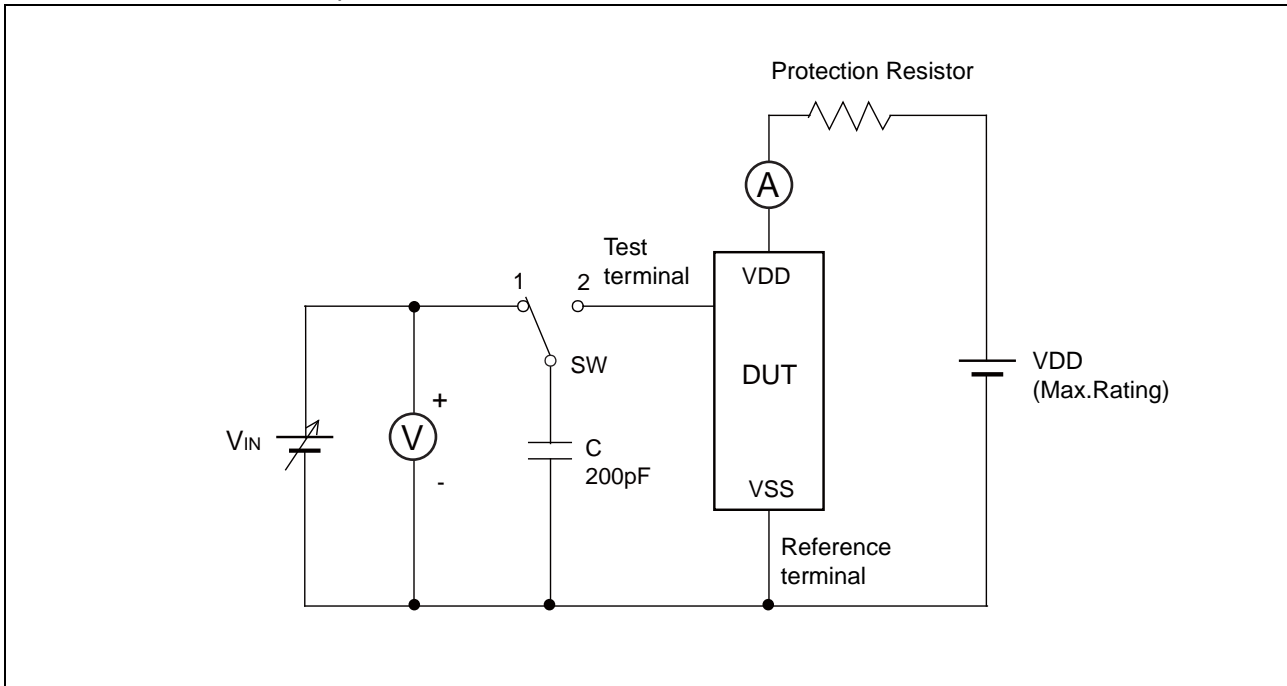 Protection Resistor
A
Test
terminal
VDD
1
2
SW
DUT
VDD
(Max.Rating)
+
V
-
VIN
C
200pF
VSS
Reference
terminal